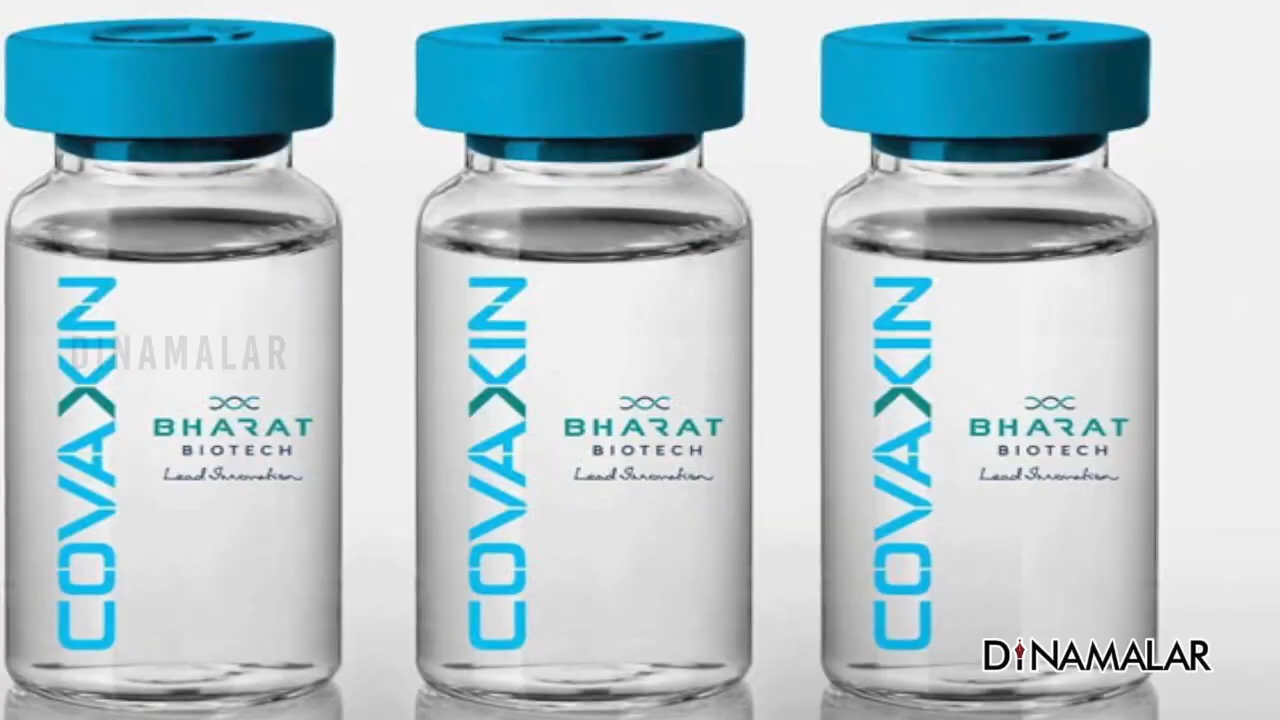 COVAXIN
DINAMALAR
BHARAT
BIOTECH
Lead Innovation
COVAXIN
BHARAT
BIOTECH
Lead Innovation
COVAXIN
BHARAT
BIOTECH
Lead Innovation
DINAMALAR